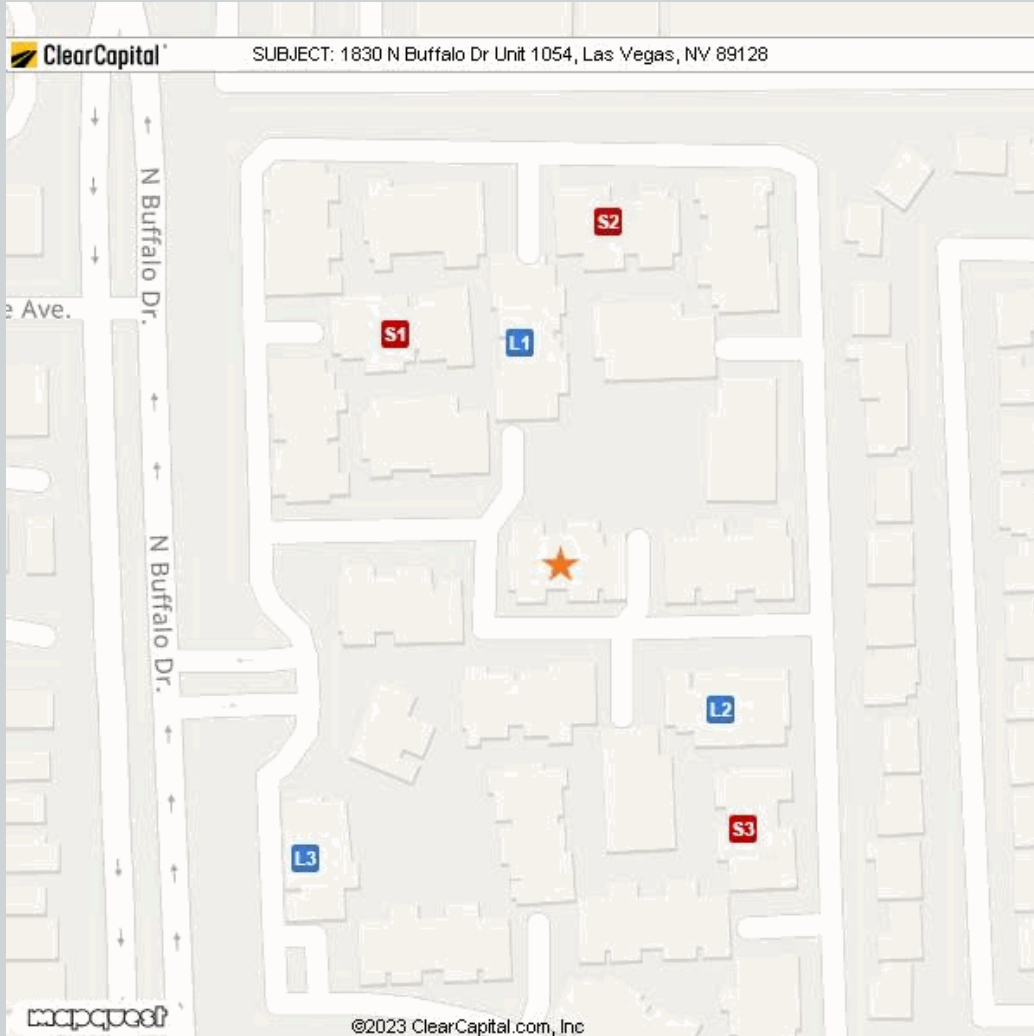 ClearCapital SUBJECT: 1830 N Buffalo Dr Unit 1054, Las Vegas, NV 89128
N Buffalo Dr.
S2
e Ave.
S1
L1
N Buffalo Dr.
L2
S3
L3
mapquest
©2023 ClearCapital.com, Inc